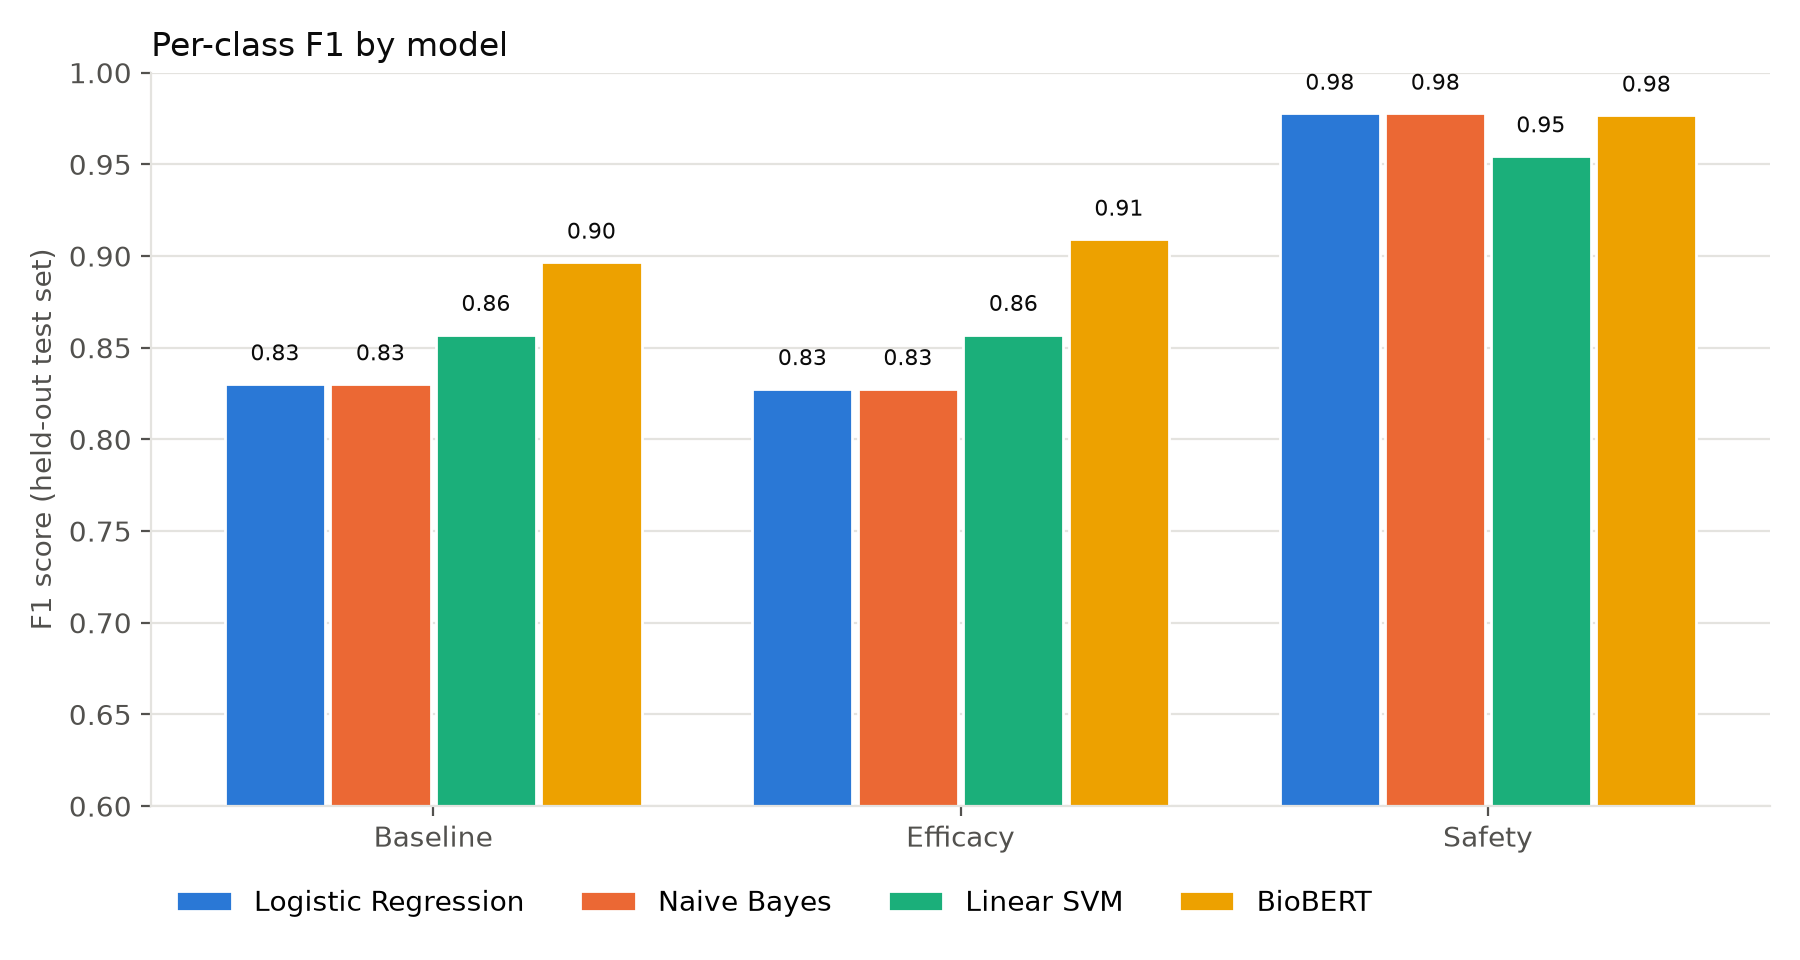 Per-class F1 by model
F1 score (held-out test set)
1.00
0.95
0.90
0.85
0.80
0.75
0.70
0.65
0.60
0.83 0.83 0.86 0.90
0.83 0.83 0.86 0.91
0.98 0.98 0.95 0.98
Baseline Efficacy Safety
Logistic Regression Naive Bayes Linear SVM BioBERT